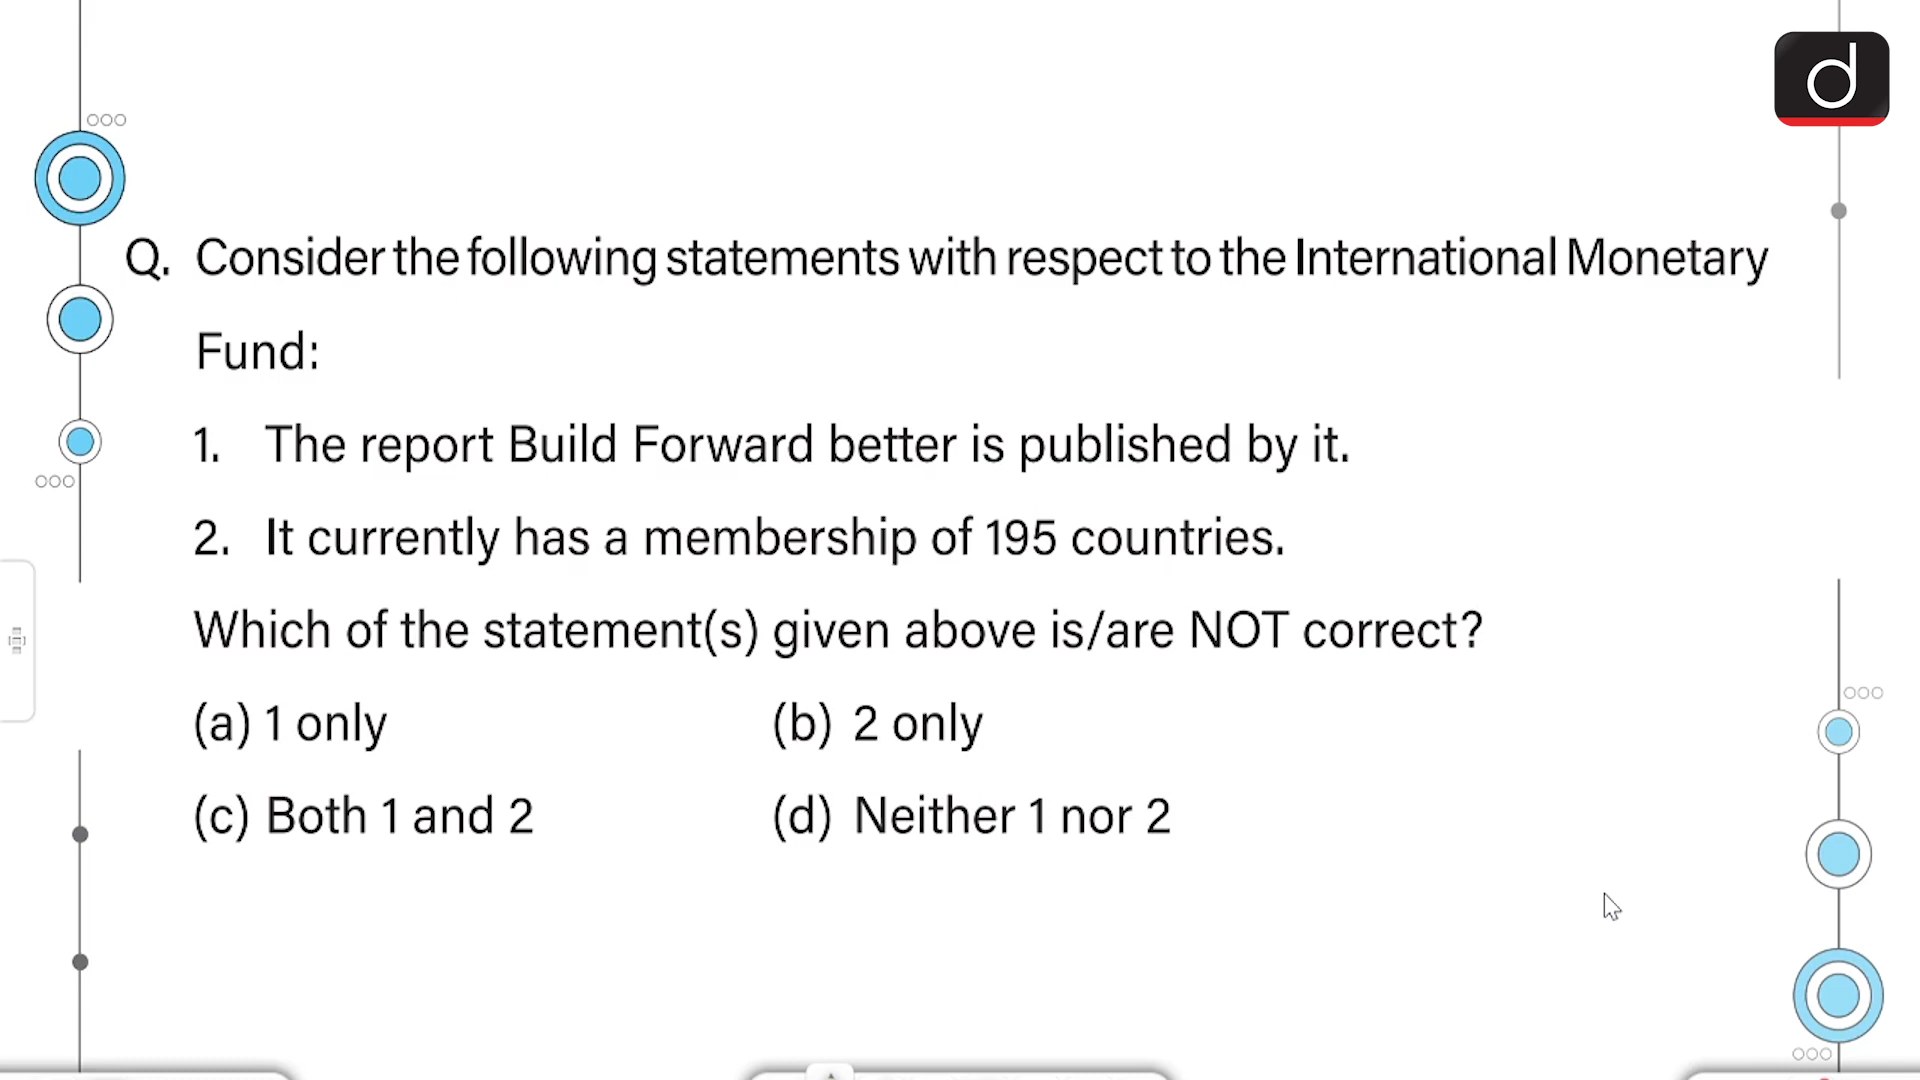 d
Q. Consider the following statements with respect to the International Monetary
Fund:
1. The report Build Forward better is published by it.
2. It currently has a membership of 195 countries.
Which of the statement(s) given above is/are NOT correct?
(a) 1 only (b) 2 only
(c) Both 1 and 2 (d) Neither 1 nor 2